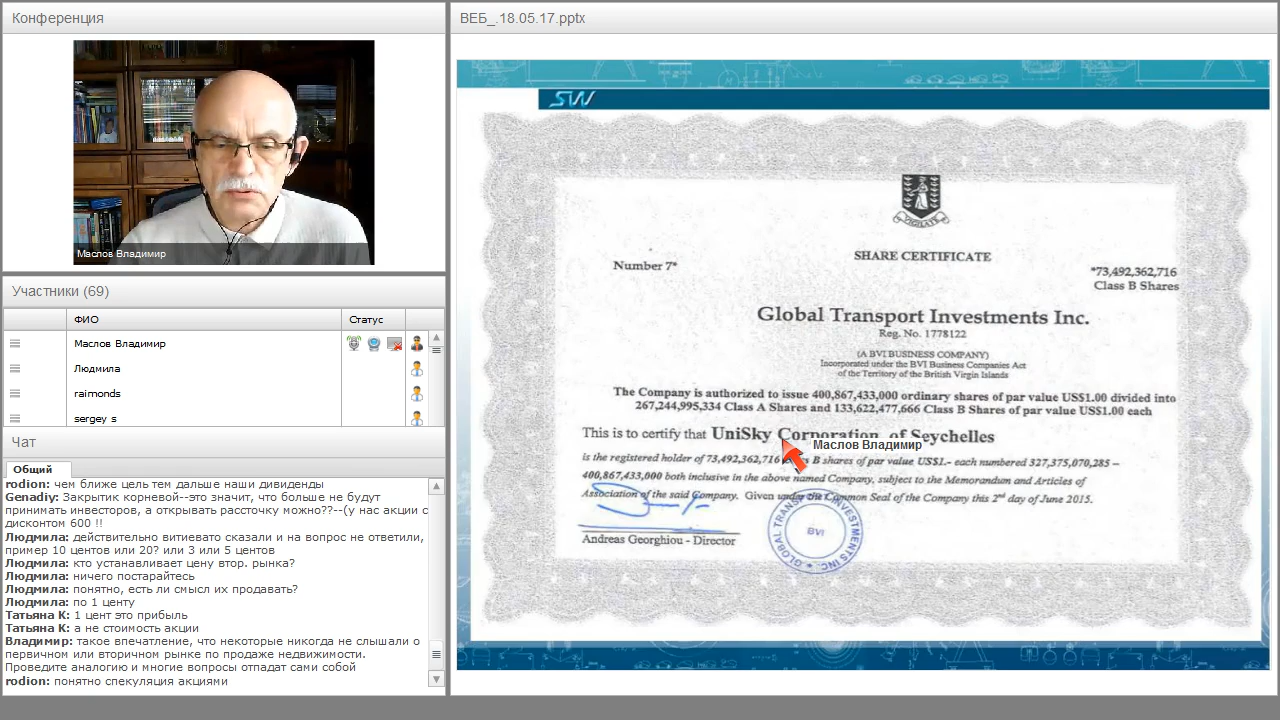 Конференция
Маслов Владимир
Участники (69)
ФИО
Статус
Маслов Владимир
Людмила
raimonds
sergey s
Чат
Общий
rodion: чем ближе цель тем дальше наши дивиденды
Genadiy: Закрытие целевой- это значит, что больше не будут
принимать инвестиции.
открывать рассточку можно??--(у нас акции с
дисконтом 600 !!
Людмила: действительно витиевато сказали и на вопрос не ответили,
пример 10 центов или 20? или 3 или 5 центов
Людмила: кто устанавливает цену втор. рынка?
Людмила: ничего постарайтесь
Людмила: понятно, есть ли смысл их продавать?
Людмила: по 1 центу
Татьяна К: 1 цент это прибыль
Татьяна К: а не стоимость акции
Владимир: такое впечатление, что некоторые никогда не слышали о
первичном или вторичном рынке по продаже недвижимости.
Проведите аналогию и многие вопросы отпадат сами собой
rodion: понятно спекуляция акциями
ВЕБ_.18.05.17.pptx
SW
VIGILATE
SHARE CERTIFICATE
Number 7*
*73,492,362,716
Class B Shares
Global Transport Investments Inc.
Reg. No. 1778122
(A BVI BUSINESS COMPANY)
Incorporated under the BVI Business Companies Act
of the Territory of the British Virgin Islands
The Company is authorized to issue 400,867,433,000 ordinary shares of par value US$1.00 divided into
267,244,995,334 Class A Shares and 133,622,477,666 Class B Shares of par value US$1.00 each
This is to certify that UniSky Corporation of Seychelles
Маслов Владимир
is the registered holder of 73,492,362,716 B shares of par value US$1.- each numbered 327,375,070,285 –
400,867,433,000 both inclusive in the above named Company, subject to the Memorandum and Articles of
Association of the said Company. Given under the Common Seal of the Company this 2nd day of June 2015.
Andreas Georghiou - Director
GLOBAL TRANSPORT INVESTMENTS INC.
BVI